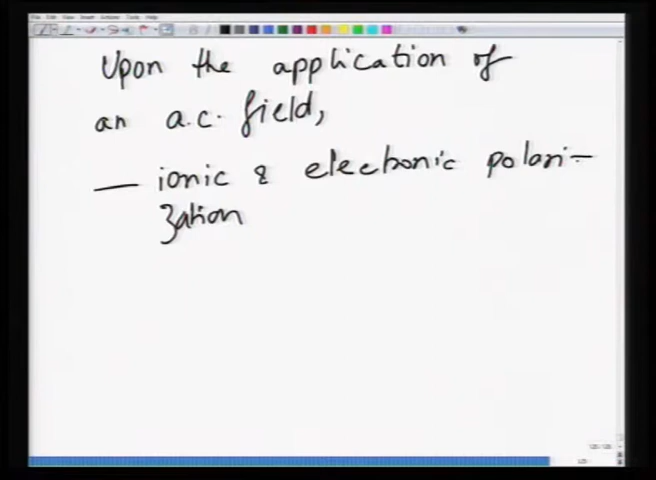 Upon the application of
an a.c. field,
— ionic & electronic polari-
zation